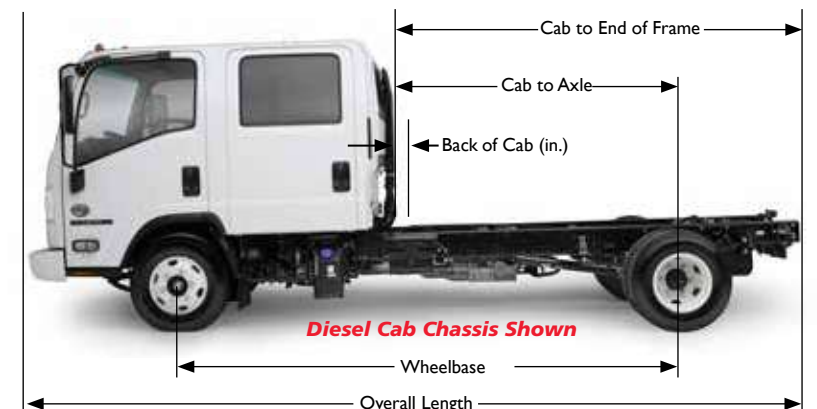 Cab to End of Frame
Cab to Axle
Back of Cab (in.)
Diesel Cab Chassis Shown
Wheelbase
Overall Length